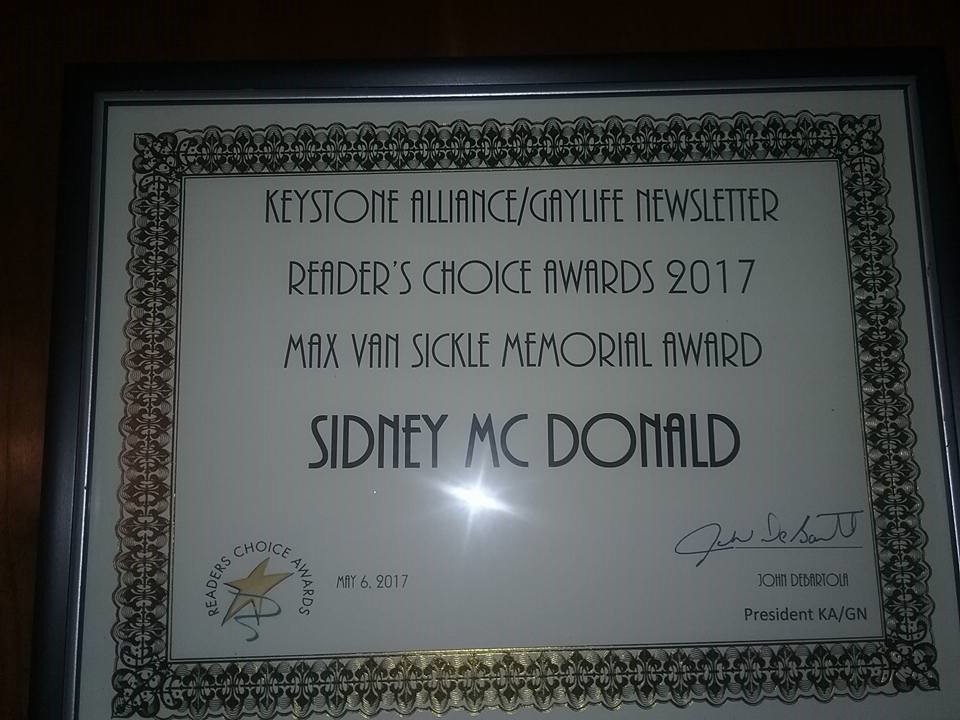 KEYSTONE ALLIANCE/GAYLIFE NEWSLETTER
READER'S CHOICE AWARDS 2017
MAX VAN SICKLE MEMORIAL AWARD
SIDNEY MC DONALD
READERS CHOICE AWARDS
MAY 6, 2017
JOHN DEBARTOLA
President KA/GN